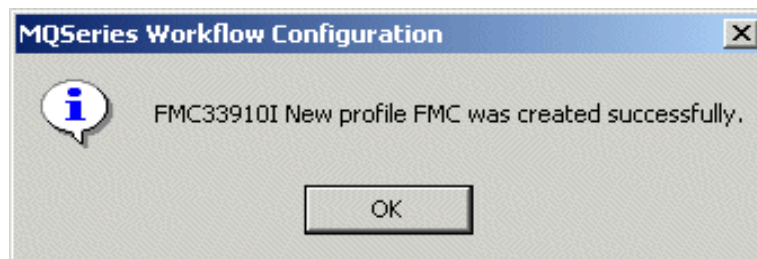 MQSeries Workflow Configuration
FMC33910I New profile FMC was created successfully.
OK